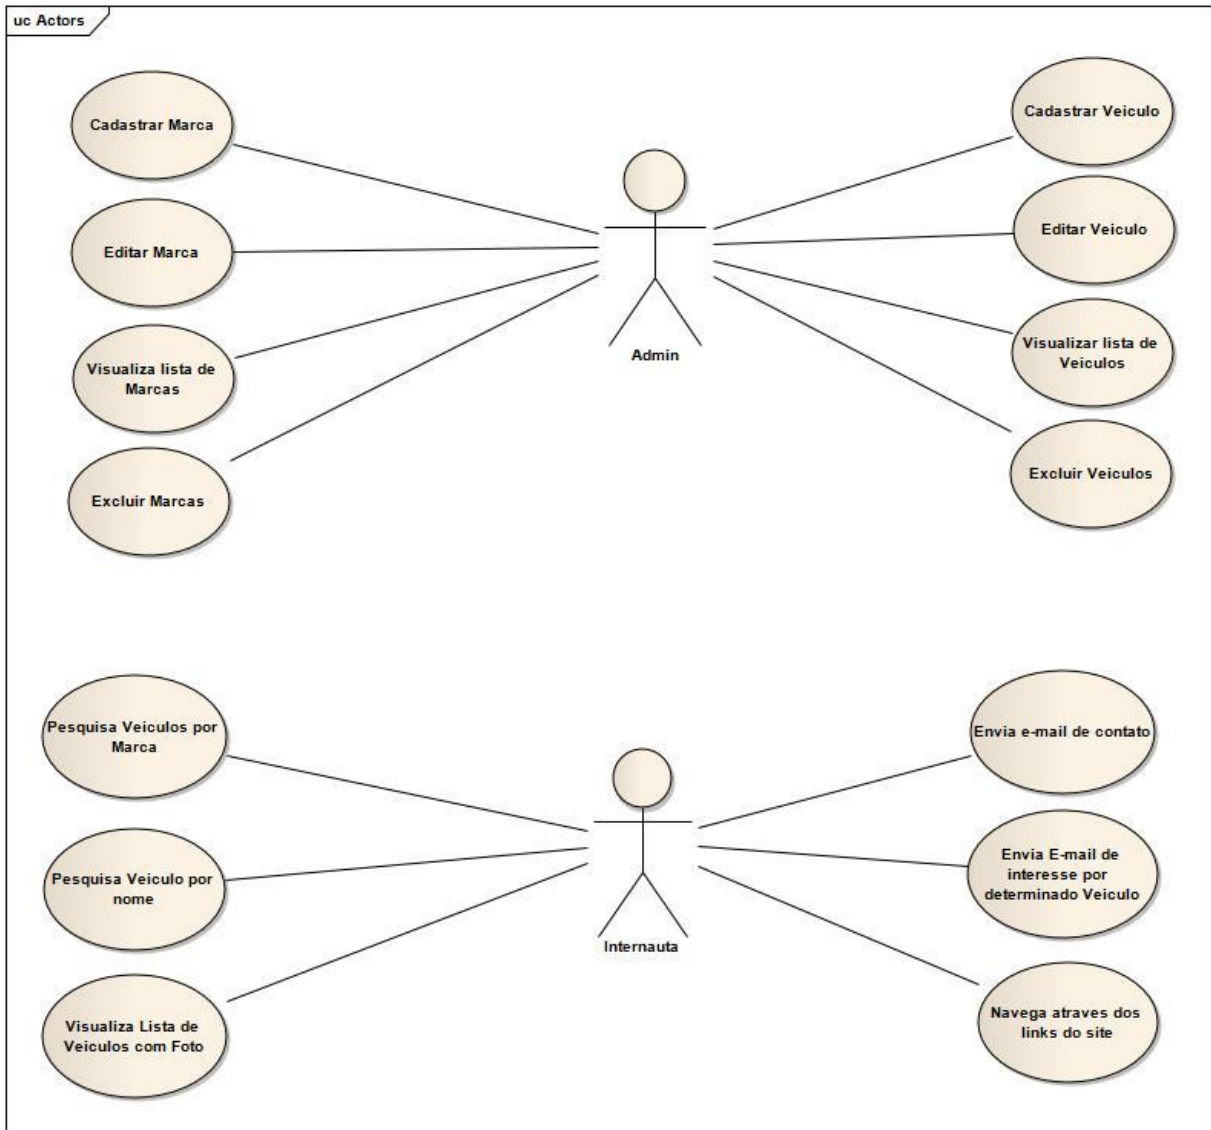 uc Actors
Cadastrar Marca
Editar Marca
Visualiza lista de
Marcas
Excluir Marcas
Admin
Cadastrar Veiculo
Editar Veiculo
Visualizar lista de
Veiculos
Excluir Veiculos
Pesquisa Veiculos por
Marca
Pesquisa Veiculo por
nome
Visualiza Lista de
Veiculos com Foto
Internauta
Envia e-mail de contato
Envia E-mail de
interesse por
determinado Veiculo
Navega atraves dos
links do site